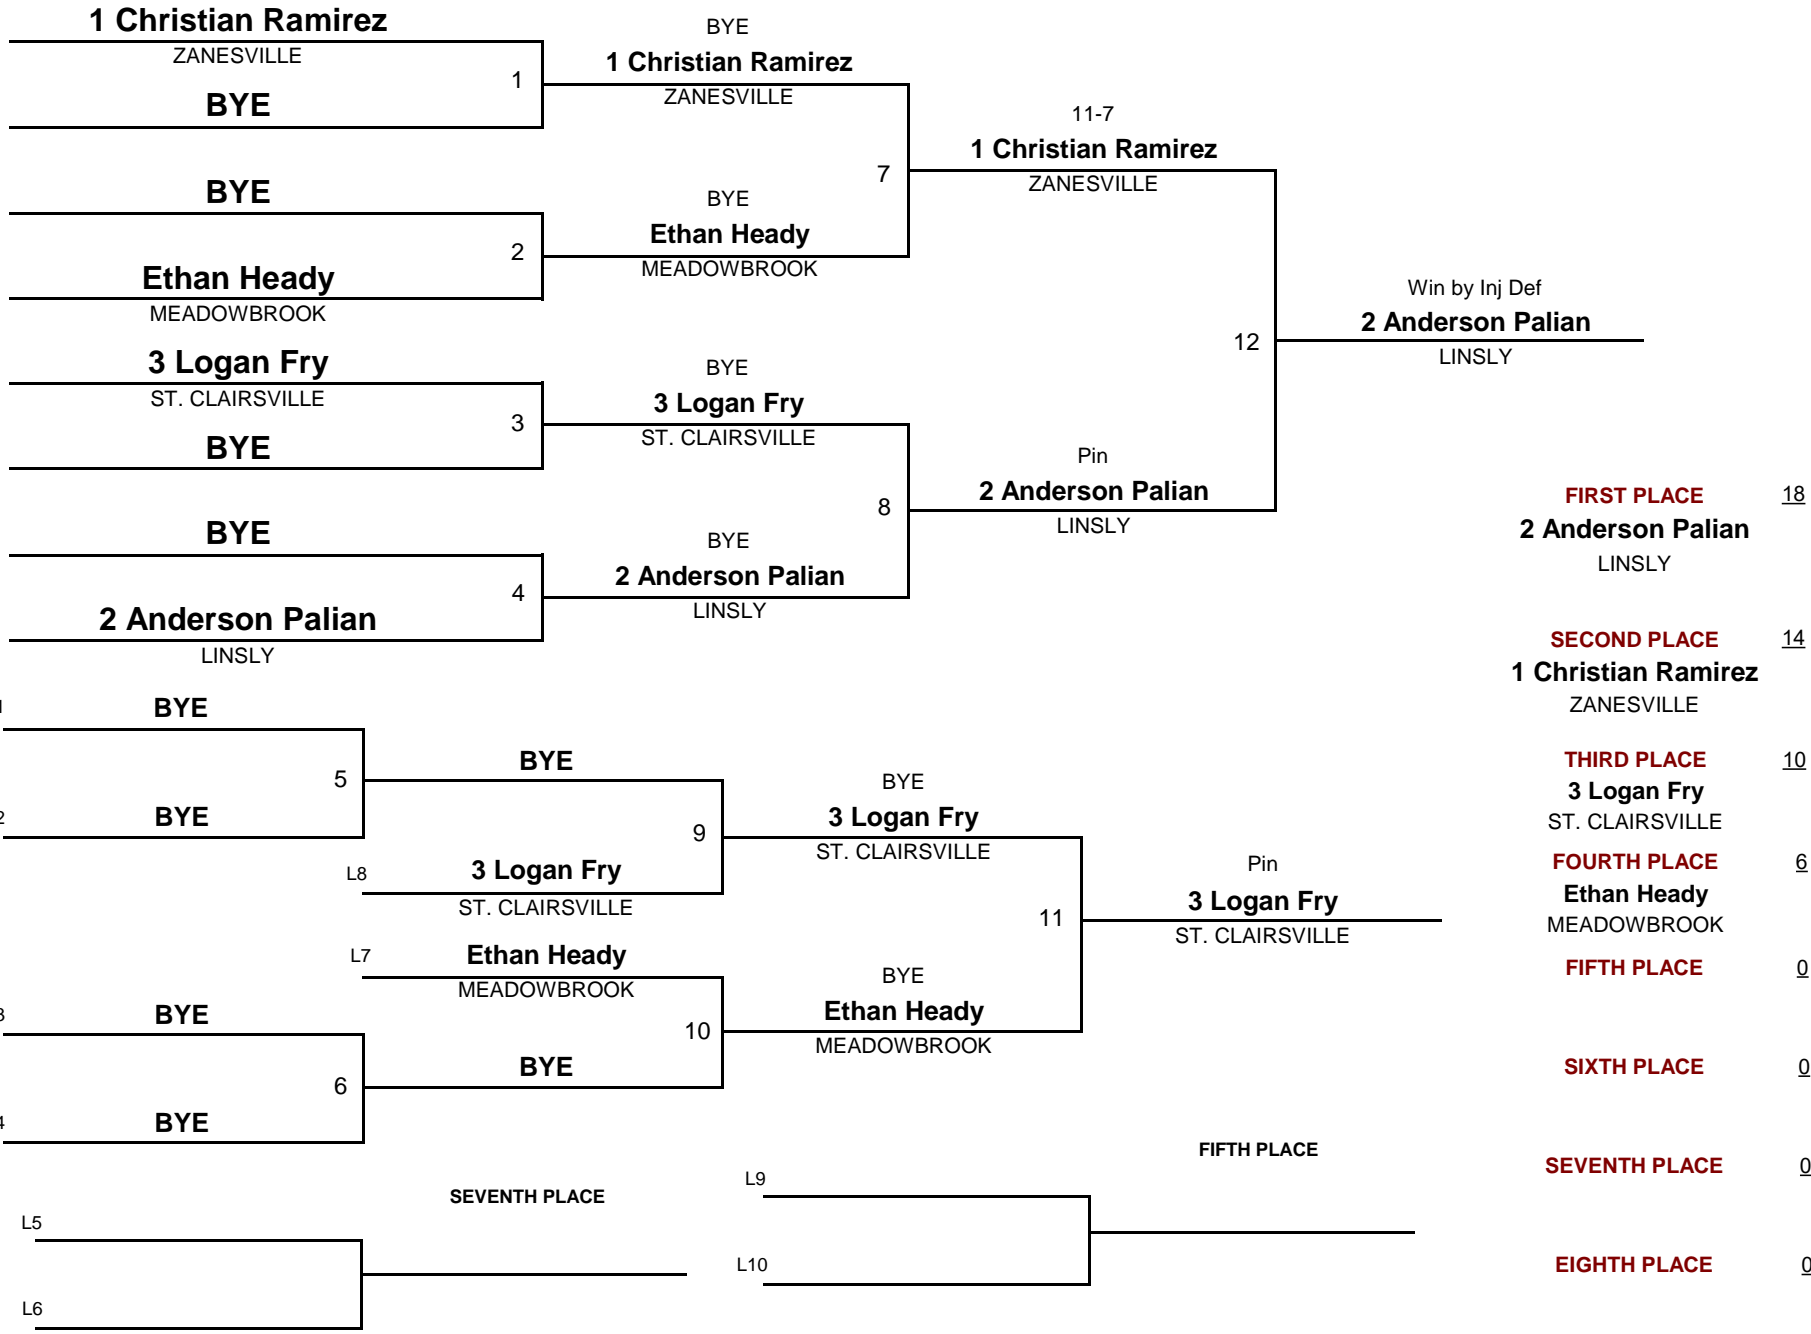 1 Christian Ramirez
ZANESVILLE
1
BYE
BYE
2
Ethan Heady
MEADOWBROOK
3 Logan Fry
ST. CLAIRSVILLE
3
BYE
BYE
4
2 Anderson Palian
LINSLY
BYE
1 Christian Ramirez
ZANESVILLE
7
BYE
Ethan Heady
MEADOWBROOK
BYE
3 Logan Fry
ST. CLAIRSVILLE
8
BYE
2 Anderson Palian
LINSLY
11-7
1 Christian Ramirez
ZANESVILLE
12
Pin
2 Anderson Palian
LINSLY
Win by Inj Def
2 Anderson Palian
LINSLY
FIRST PLACE 18
2 Anderson Palian
LINSLY
SECOND PLACE 14
1 Christian Ramirez
ZANESVILLE
THIRD PLACE 10
3 Logan Fry
ST. CLAIRSVILLE
FOURTH PLACE 6
Ethan Heady
MEADOWBROOK
FIFTH PLACE 0
SIXTH PLACE 0
SEVENTH PLACE 0
EIGHTH PLACE 0
BYE
5
BYE
BYE
9
L8 3 Logan Fry
ST. CLAIRSVILLE
L7 Ethan Heady
MEADOWBROOK
10
BYE
BYE
6
BYE
BYE
3 Logan Fry
ST. CLAIRSVILLE
11
BYE
Ethan Heady
MEADOWBROOK
Pin
3 Logan Fry
ST. CLAIRSVILLE
SEVENTH PLACE
L5
L6
FIFTH PLACE
L9
L10